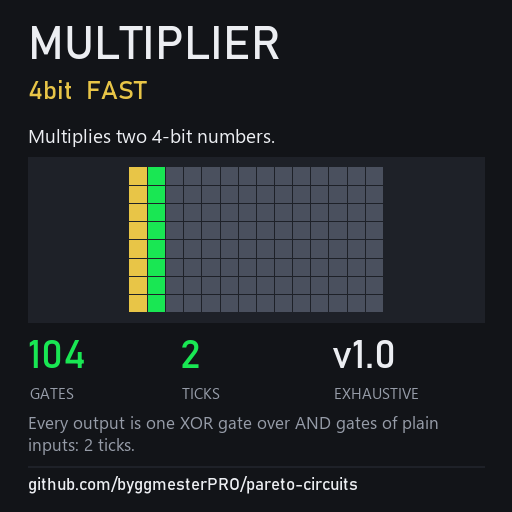 MULTIPLIER
4bit FAST
Multiplies two 4-bit numbers.
104
2
v1.0
GATES
TICKS
EXHAUSTIVE
Every output is one XOR gate over AND gates of plain
inputs: 2 ticks.
github.com/byggmesterPRO/pareto-circuits